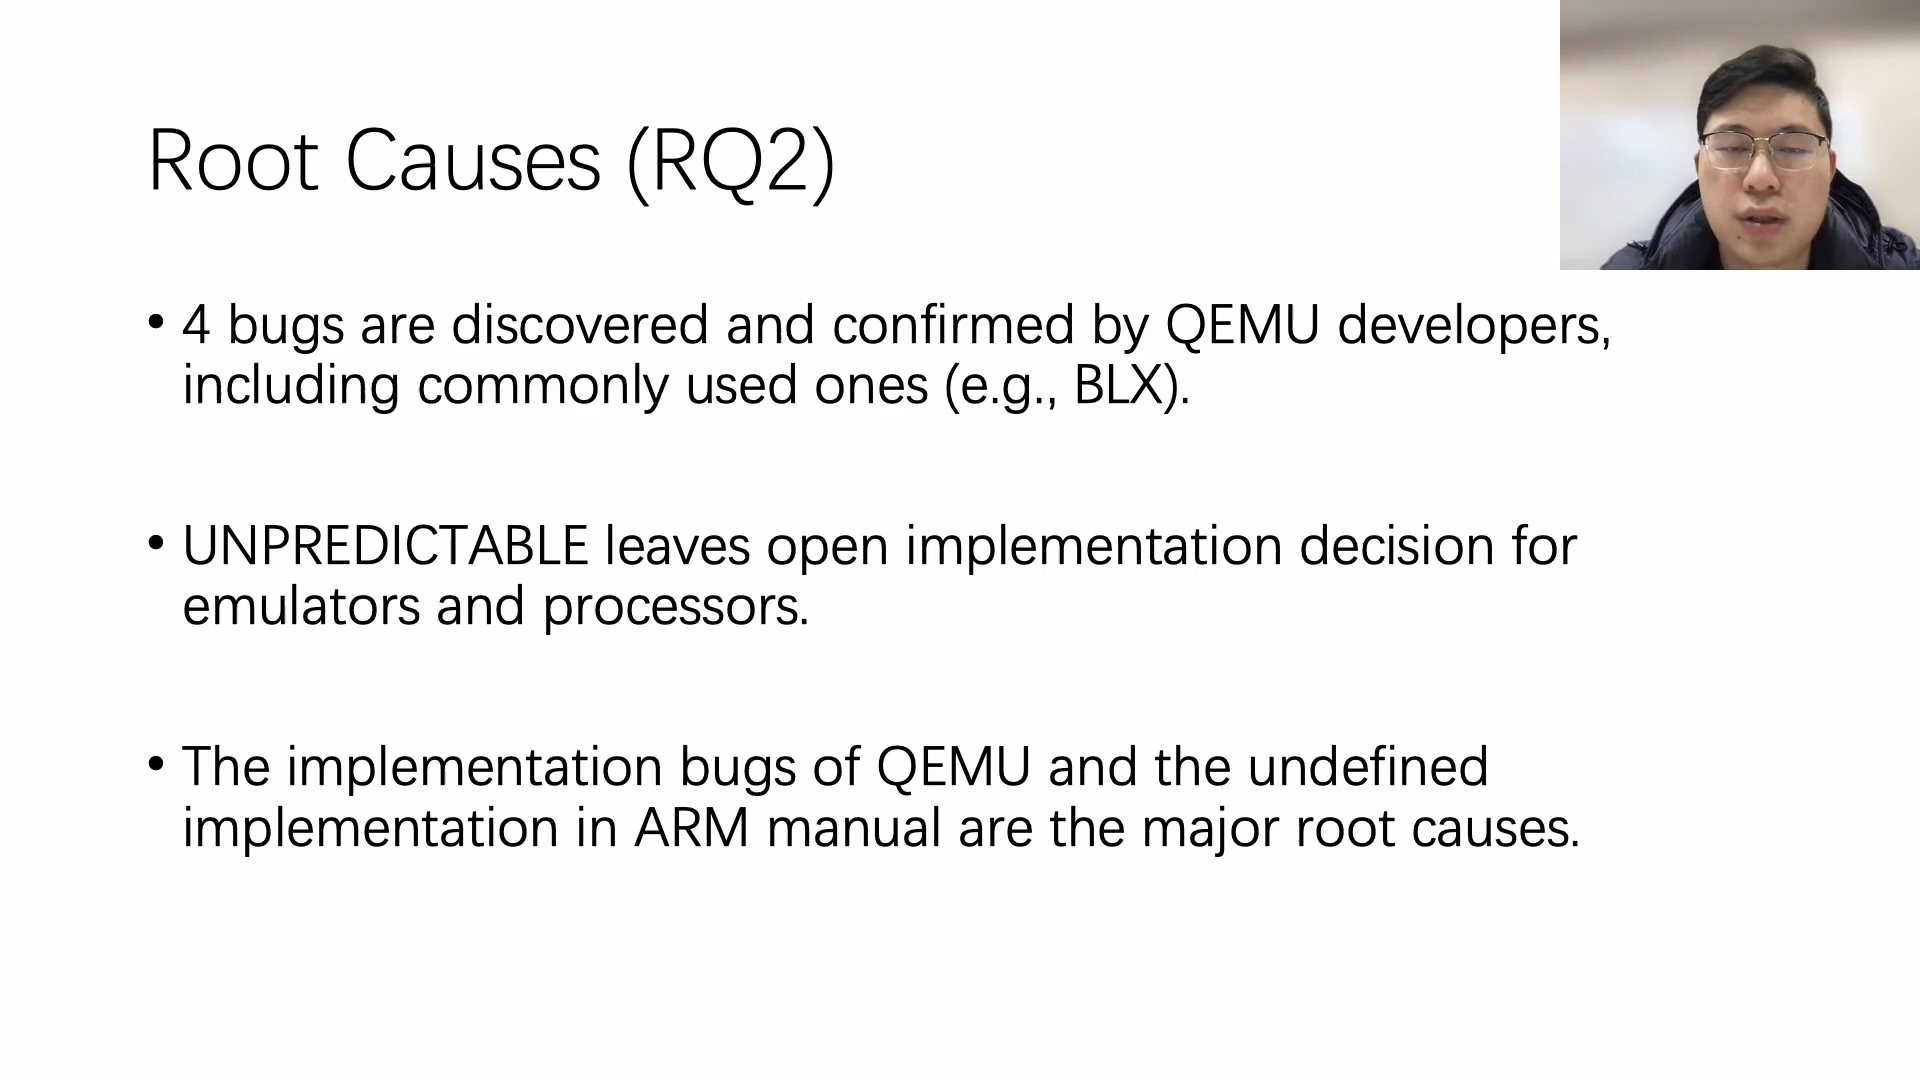 Root Causes (RQ2)
• 4 bugs are discovered and confirmed by QEMU developers,
including commonly used ones (e.g., BLX).
• UNPREDICTABLE leaves open implementation decision for
emulators and processors.
• The implementation bugs of QEMU and the undefined
implementation in ARM manual are the major root causes.